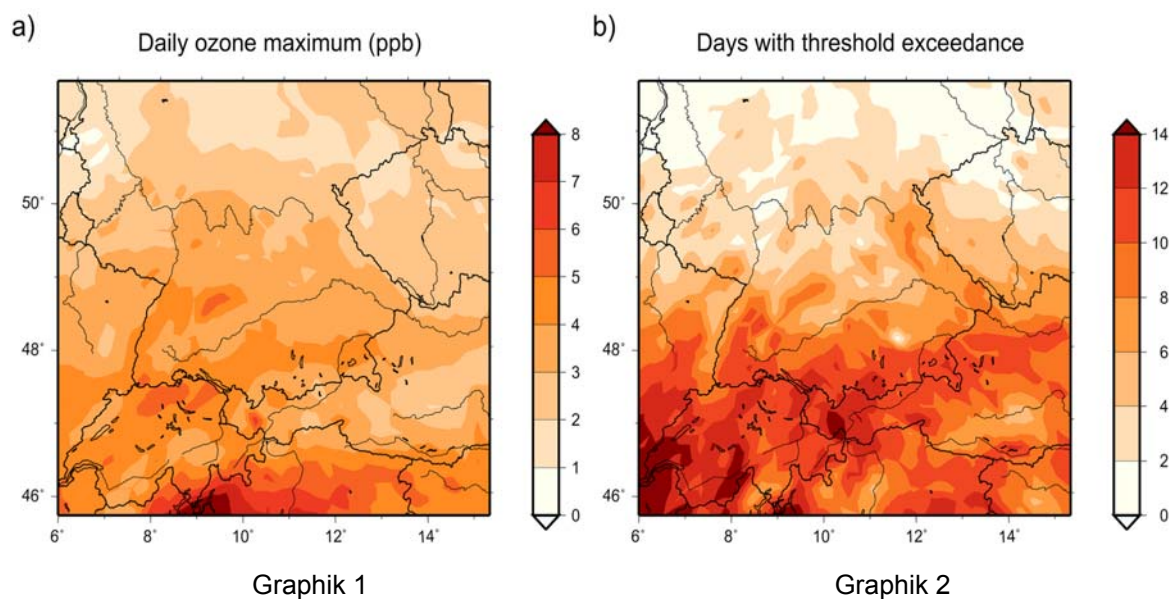 a)
Daily ozone maximum (ppb)
50˚
48˚
46˚
6˚ 8˚ 10˚ 12˚ 14˚
8
7
6
5
4
3
2
1
0
Graphik 1
b)
Days with threshold exceedance
50˚
48˚
46˚
6˚ 8˚ 10˚ 12˚ 14˚
14
12
10
8
6
4
2
0
Graphik 2